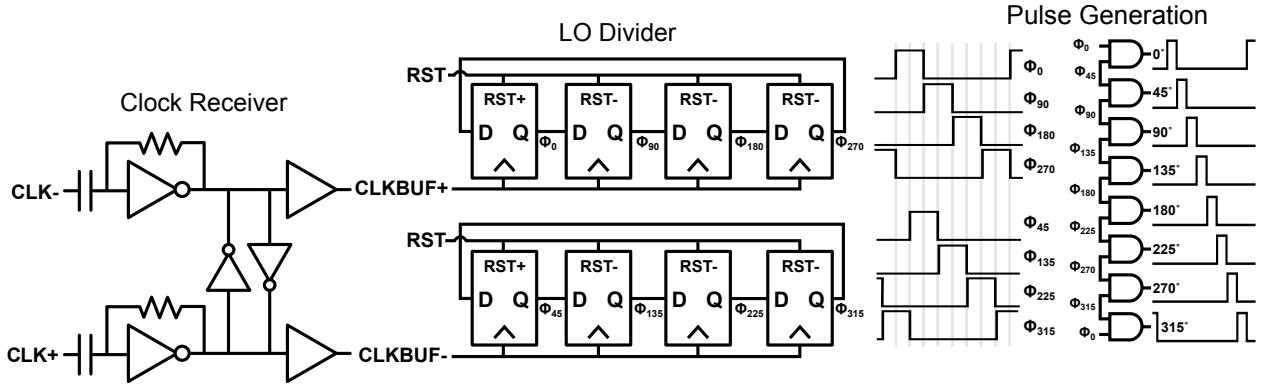 Clock Receiver
CLK-
CLK+
CLKBUF+
CLKBUF-
LO Divider
RST
RST+ RST- RST- RST-
D Q Φ0 D Q Φ90 D Q Φ180 D Q Φ270
RST
RST+ RST- RST- RST-
D Q Φ45 D Q Φ135 D Q Φ225 D Q Φ315
Pulse Generation
Φ0
Φ90
Φ180
Φ270
Φ45
Φ135
Φ225
Φ315
Φ0
0°
Φ45
45°
Φ90
90°
Φ135
135°
Φ180
180°
Φ225
225°
Φ270
270°
Φ315
315°
Φ0